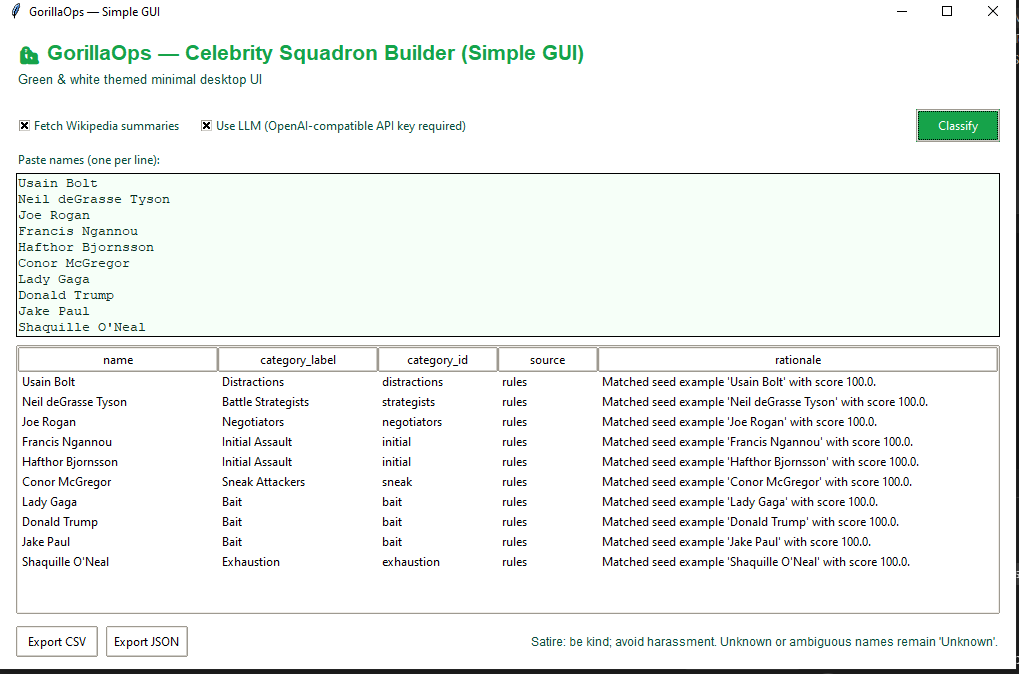 GorillaOps — Simple GUI
GorillaOps — Celebrity Squadron Builder (Simple GUI)
Green & white themed minimal desktop UI
Fetch Wikipedia summaries Use LLM (OpenAI-compatible API key required) Classify
Paste names (one per line):
Usain Bolt
Neil deGrasse Tyson
Joe Rogan
Francis Ngannou
Hafthor Bjornsson
Conor McGregor
Lady Gaga
Donald Trump
Jake Paul
Shaquille O'Neal
name category_label category_id source rationale
Usain Bolt Distractions distractions rules Matched seed example 'Usain Bolt' with score 100.0.
Neil deGrasse Tyson Battle Strategists strategists rules Matched seed example 'Neil deGrasse Tyson' with score 100.0.
Joe Rogan Negotiators negotiators rules Matched seed example 'Joe Rogan' with score 100.0.
Francis Ngannou Initial Assault initial rules Matched seed example 'Francis Ngannou' with score 100.0.
Hafthor Bjornsson Initial Assault initial rules Matched seed example 'Hafthor Bjornsson' with score 100.0.
Conor McGregor Sneak Attackers sneak rules Matched seed example 'Conor McGregor' with score 100.0.
Lady Gaga Bait bait rules Matched seed example 'Lady Gaga' with score 100.0.
Donald Trump Bait bait rules Matched seed example 'Donald Trump' with score 100.0.
Jake Paul Bait bait rules Matched seed example 'Jake Paul' with score 100.0.
Shaquille O'Neal Exhaustion exhaustion rules Matched seed example 'Shaquille O'Neal' with score 100.0.
Export CSV Export JSON Satire: be kind; avoid harassment. Unknown or ambiguous names remain 'Unknown'.